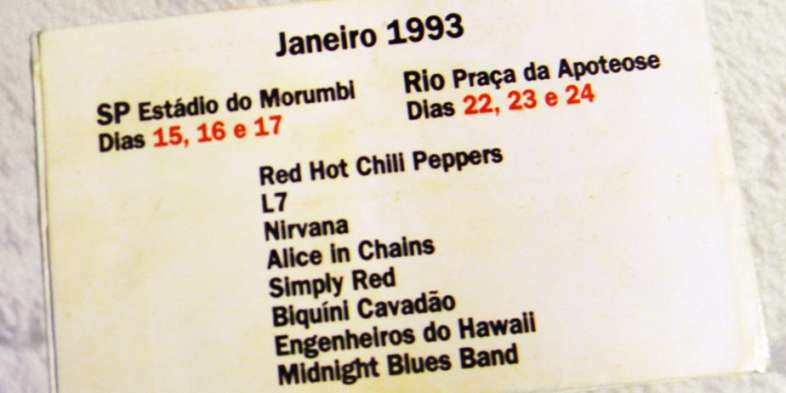 Janeiro 1993
SP Estádio do Morumbi
Dias 15, 16 e 17
Rio Praça da Apoteose
Dias 22, 23 e 24
Red Hot Chili Peppers
L7
Nirvana
Alice in Chains
Simply Red
Biquíni Cavadão
Engenheiros do Hawaii
Midnight Blues Band